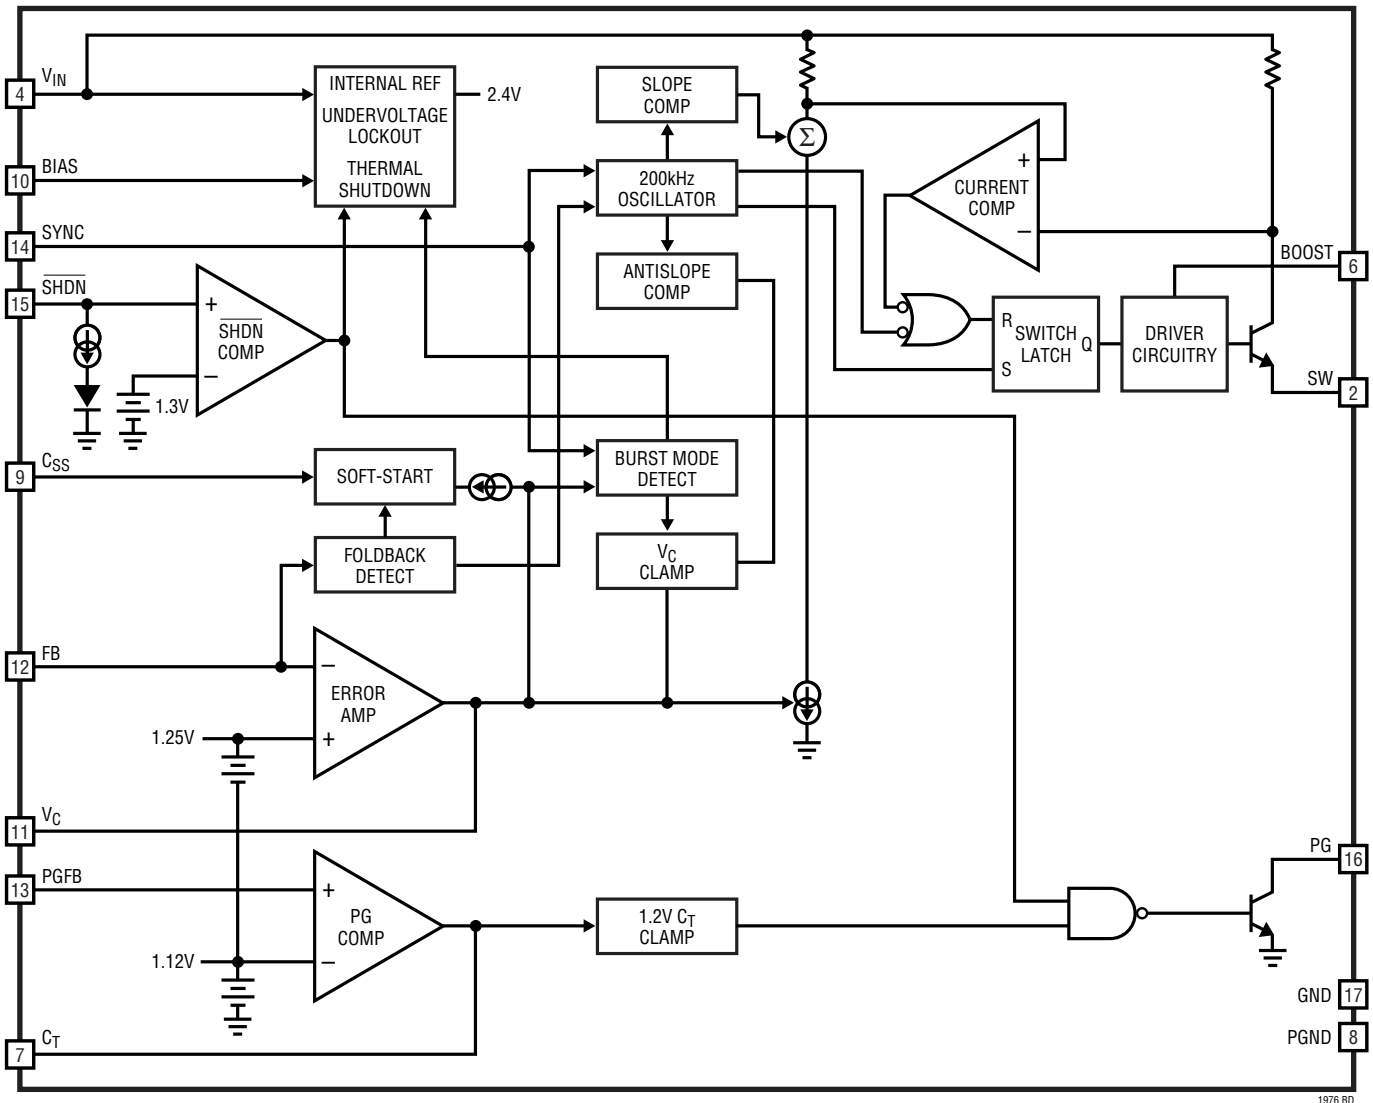 4
VIN
INTERNAL REF
UNDERVOLTAGE
LOCKOUT
THERMAL
SHUTDOWN
2.4V
SLOPE
COMP
Σ
10
BIAS
200kHz
OSCILLATOR
+
CURRENT
COMP
−
14
SYNC
ANTISLOPE
COMP
BOOST
6
15
SHDN
+
SHDN
COMP
−
1.3V
R
SWITCH
LATCH
Q
S
DRIVER
CIRCUITRY
SW
2
9
CSS
SOFT-START
BURST MODE
DETECT
FOLDBACK
DETECT
VC
CLAMP
12
FB
−
ERROR
AMP
+
1.25V
11
VC
13
PGFB
+
PG
COMP
−
1.12V
1.2V CT
CLAMP
PG
16
GND
17
PGND
8
7
CT
1976 BD